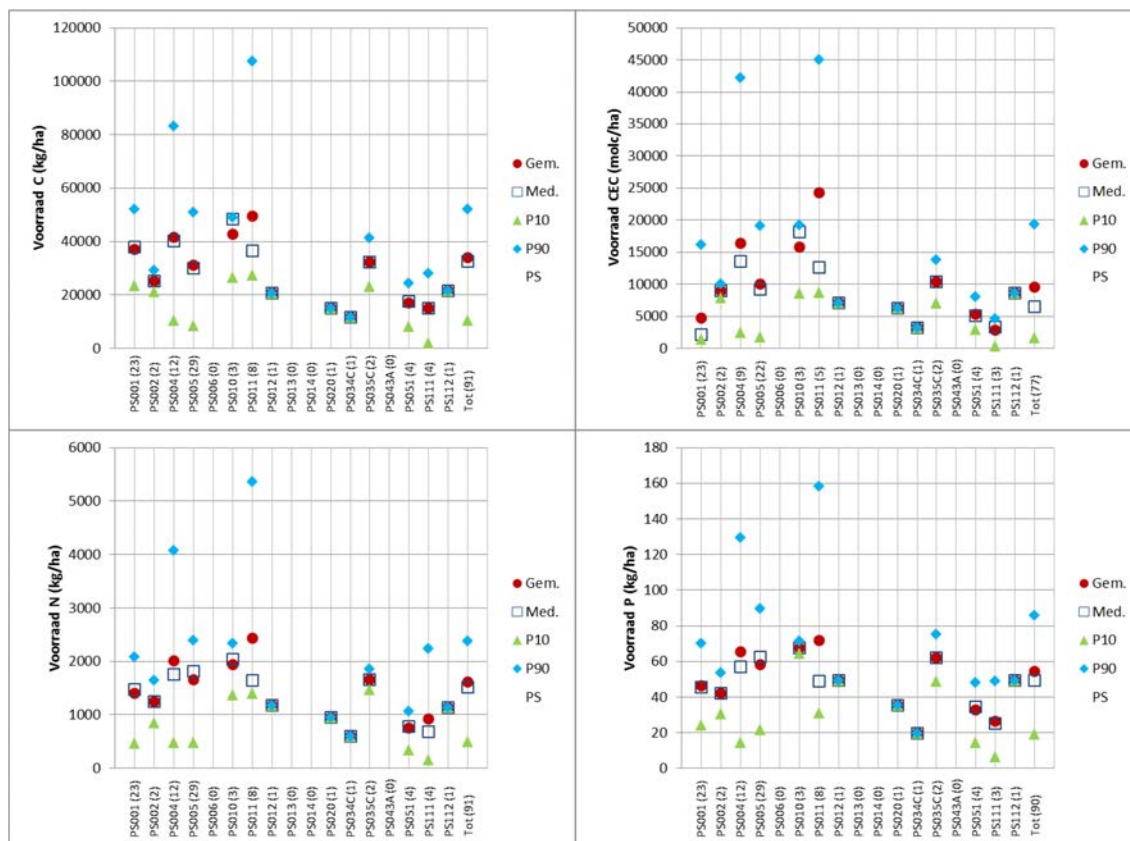 120000
100000
80000
60000
40000
20000
0
Voorraad C (kg/ha)
PS001 (23)
PS002 (2)
PS004 (12)
PS005 (29)
PS006 (0)
PS010 (3)
PS011 (8)
PS012 (1)
PS013 (0)
PS014 (0)
PS020 (1)
PS034C (1)
PS035C (2)
PS043A (0)
PS051 (4)
PS111 (4)
PS112 (1)
Tot (91)
Gem.
Med.
P10
P90
PS
50000
45000
40000
35000
30000
25000
20000
15000
10000
5000
0
Voorraad CEC (molc/ha)
PS001 (23)
PS002 (2)
PS004 (9)
PS005 (22)
PS006 (0)
PS010 (3)
PS011 (5)
PS012 (1)
PS013 (0)
PS014 (0)
PS020 (1)
PS034C (1)
PS035C (2)
PS043A (0)
PS051 (4)
PS111 (3)
PS112 (1)
Tot (77)
Gem.
Med.
P10
P90
PS
6000
5000
4000
3000
2000
1000
0
Voorraad N (kg/ha)
PS001 (23)
PS002 (2)
PS004 (12)
PS005 (29)
PS006 (0)
PS010 (3)
PS011 (8)
PS012 (1)
PS013 (0)
PS014 (0)
PS020 (1)
PS034C (1)
PS035C (2)
PS043A (0)
PS051 (4)
PS111 (4)
PS112 (1)
Tot (91)
Gem.
Med.
P10
P90
PS
180
160
140
120
100
80
60
40
20
0
Voorraad P (kg/ha)
PS001 (23)
PS002 (2)
PS004 (12)
PS005 (29)
PS006 (0)
PS010 (3)
PS011 (8)
PS012 (1)
PS013 (0)
PS014 (0)
PS020 (1)
PS034C (1)
PS035C (2)
PS043A (0)
PS051 (4)
PS111 (3)
PS112 (1)
Tot (90)
Gem.
Med.
P10
P90
PS